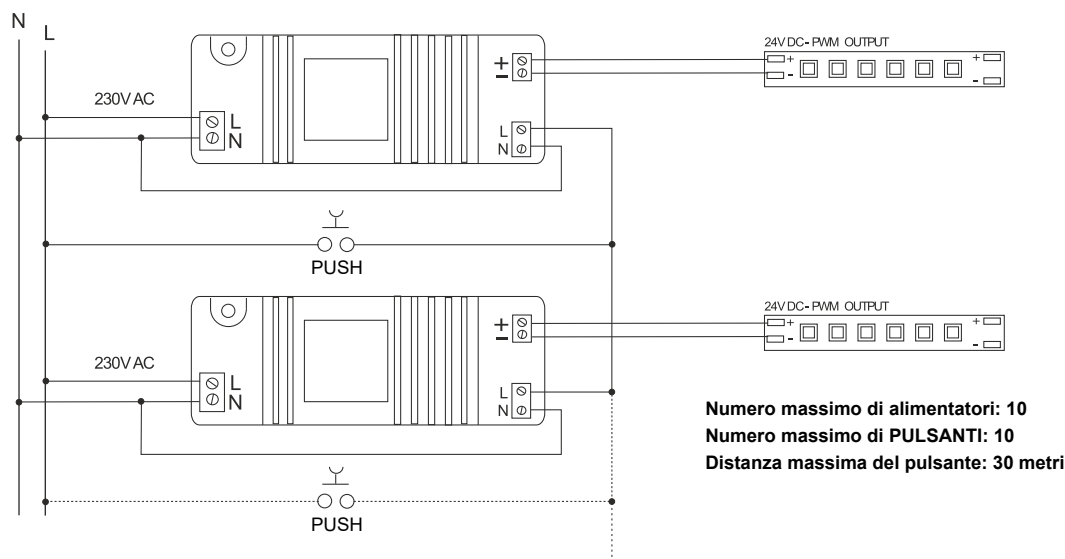 N
L
24V DC - PWM OUTPUT
+
-
+
-
+
-
230V AC
L
N
L
N
PUSH
24V DC - PWM OUTPUT
+
-
+
-
+
-
230V AC
L
N
L
N
PUSH
Numero massimo di alimentatori: 10
Numero massimo di PULSANTI: 10
Distanza massima del pulsante: 30 metri